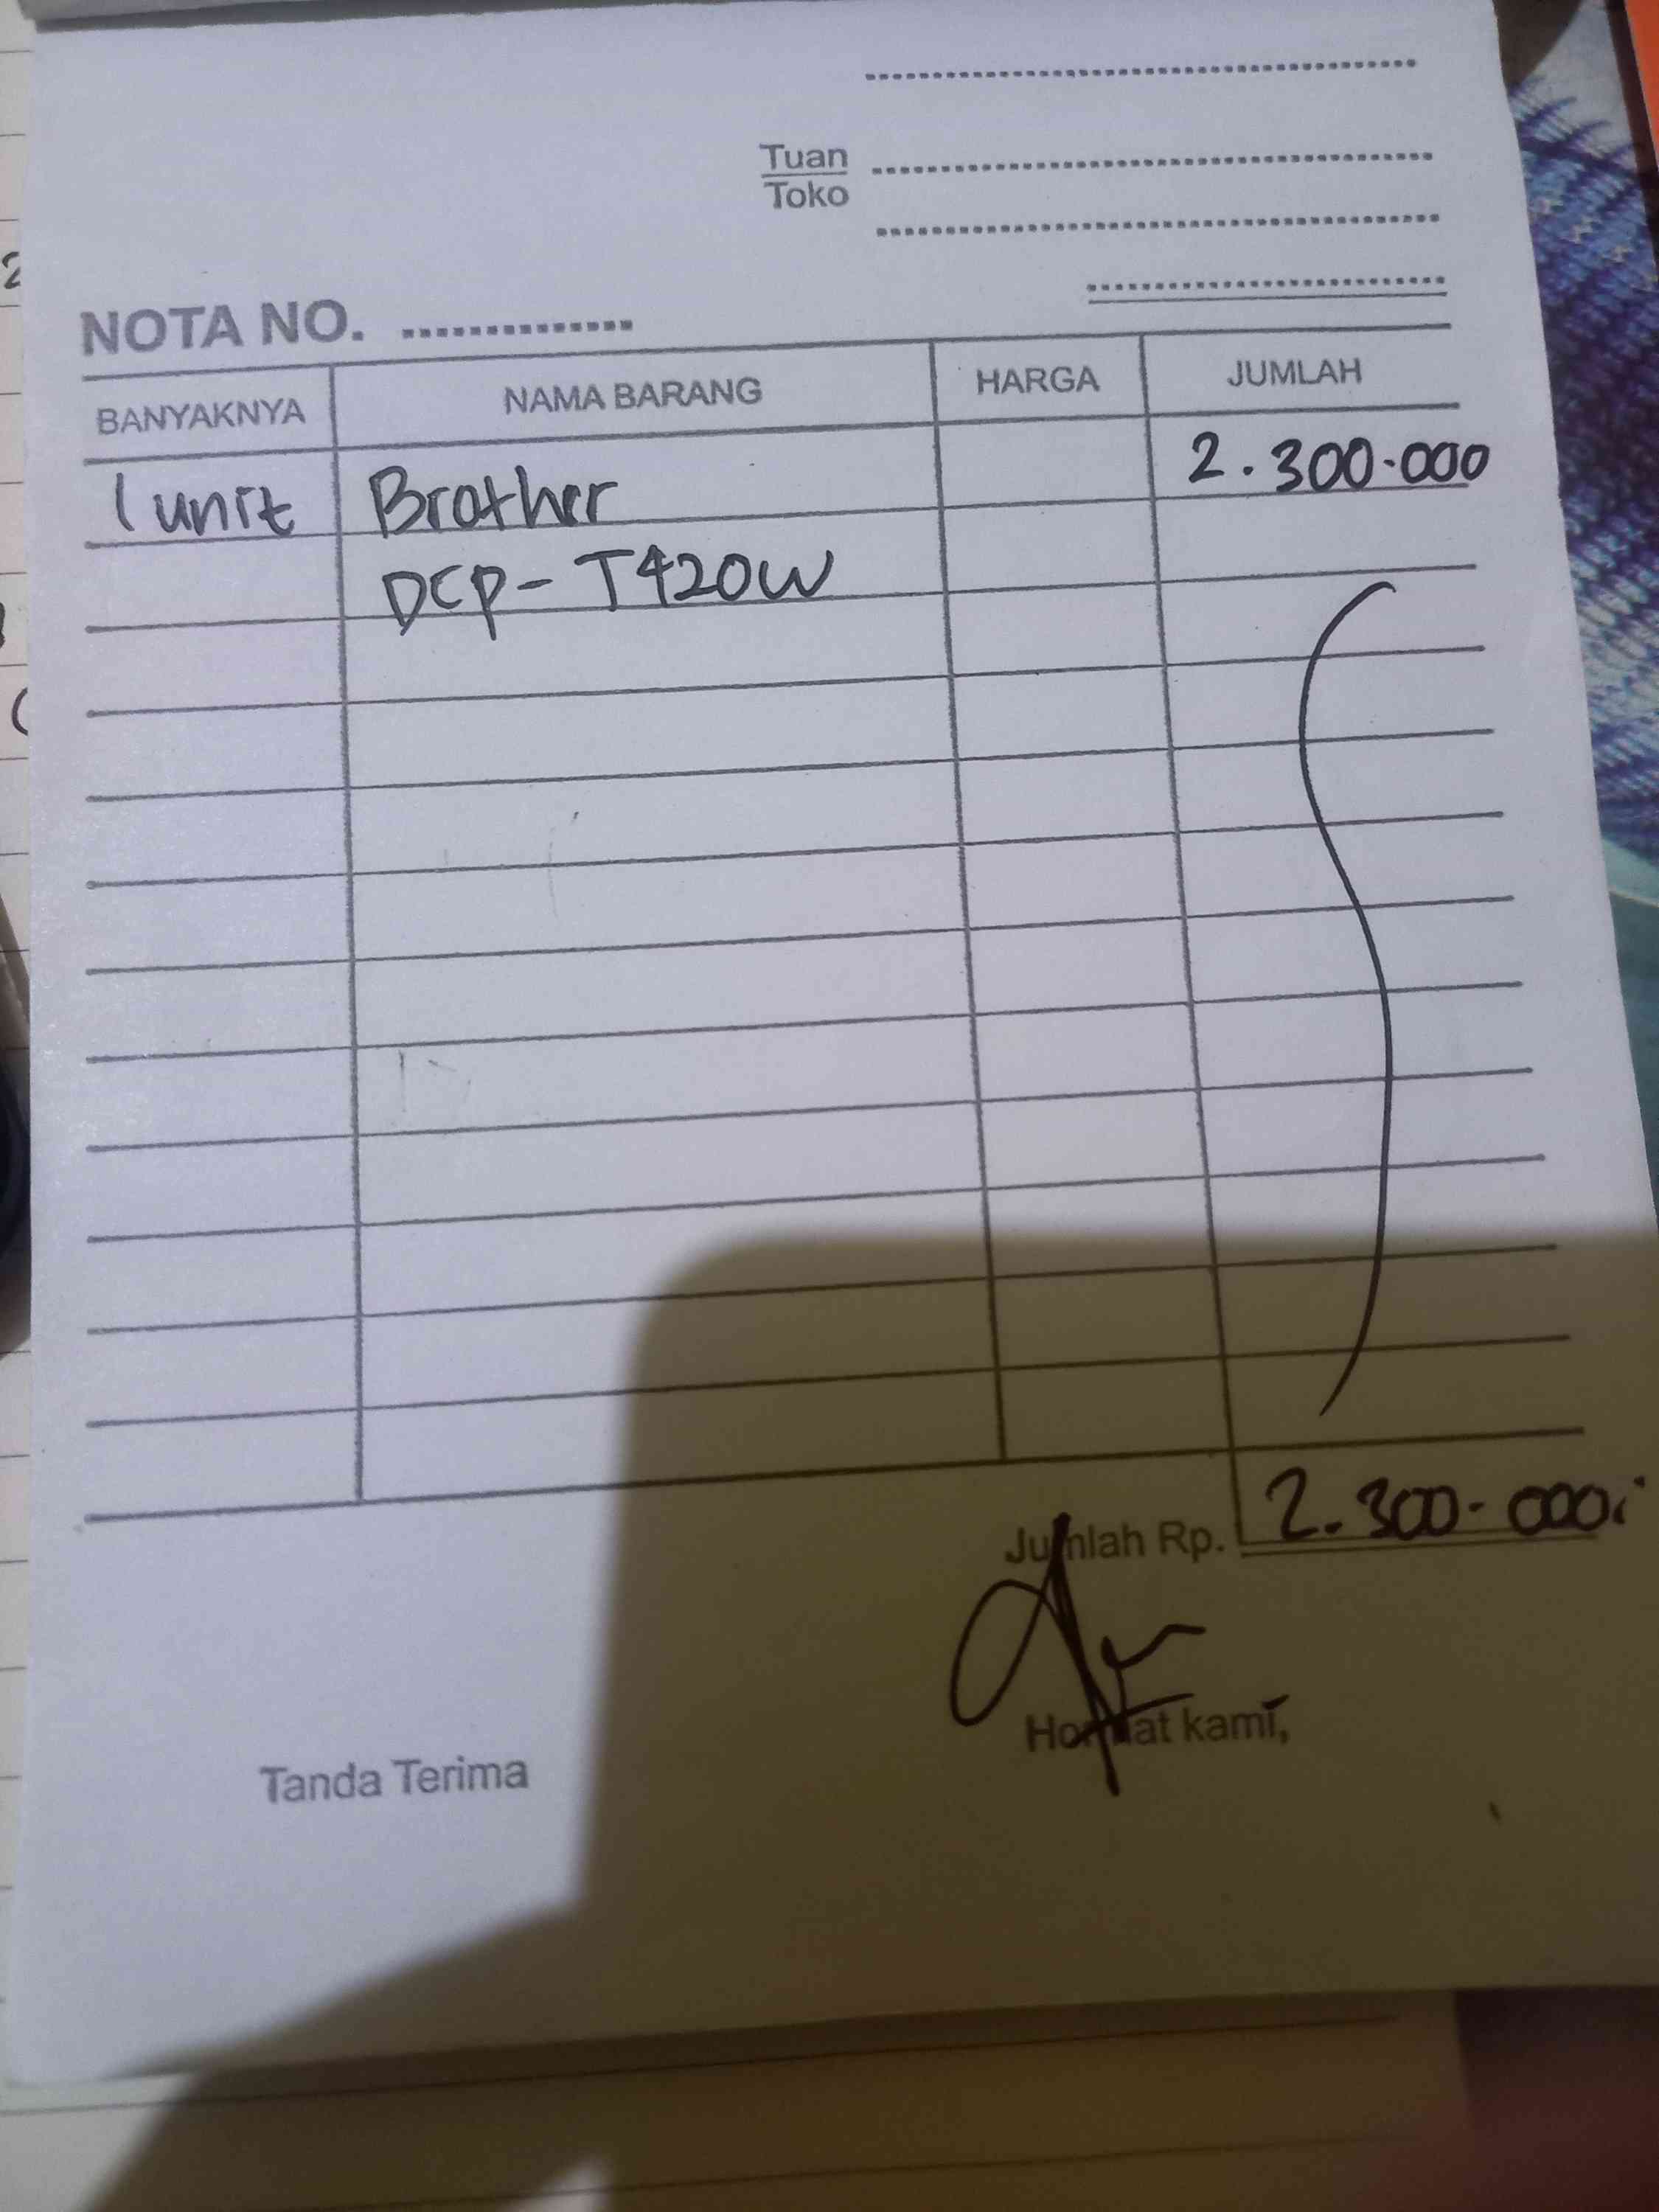 Tuan
Toko
NOTA NO.
BANYAKNYA NAMA BARANG HARGA JUMLAH
1 unit Brother 2.300.000
DCP-T420W
Jumlah Rp. 2.300.000
Hormat kami,
Tanda Terima